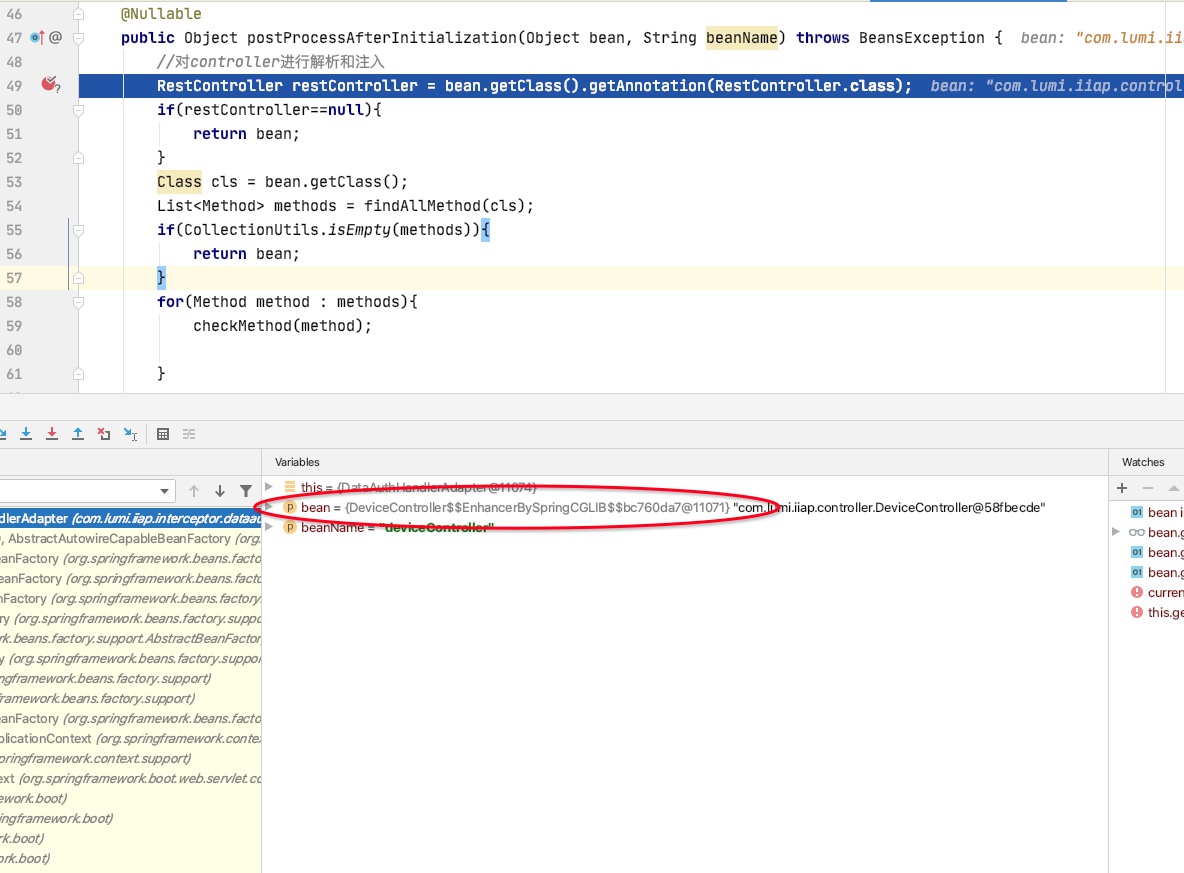 46 @Nullable
47 @ public Object postProcessAfterInitialization(Object bean, String beanName) throws BeansException { bean: "com.lumi.ii
48 //对controller进行解析和注入
49 RestController restController = bean.getClass().getAnnotation(RestController.class); bean: "com.lumi.iiap.control
50 if(restController==null){
51 return bean;
52 }
53 Class cls = bean.getClass();
54 List<Method> methods = findAllMethod(cls);
55 if(CollectionUtils.isEmpty(methods)){
56 return bean;
57 }
58 for(Method method : methods){
59 checkMethod(method);
60
61 }
Variables
Watches
this = {DataAuthHandlerAdapter@11074}
bean = {DeviceController$$EnhancerBySpringCGLIB$$bc760da7@11071} "com.lumi.iiap.controller.DeviceController@58fbecde"
beanName = "deviceController"
dlerAdapter (com.lumi.iiap.interceptor.dataau
), AbstractAutowireCapableBeanFactory (org.
eanFactory (org.springframework.beans.facto
eanFactory (org.springframework.beans.facto
nFactory (org.springframework.beans.factory.
ry (org.springframework.beans.factory.suppo
rk.beans.factory.support.AbstractBeanFactor
y (org.springframework.beans.factory.suppor
ngframework.beans.factory.support)
framework.beans.factory.support)
eanFactory (org.springframework.beans.facto
plicationContext (org.springframework.conte
pringframework.context.support)
ext (org.springframework.boot.web.servlet.co
ework.boot)
ingframework.boot)
rk.boot)
ork.boot)
bean i
bean.g
bean.g
bean.g
curren
this.ge